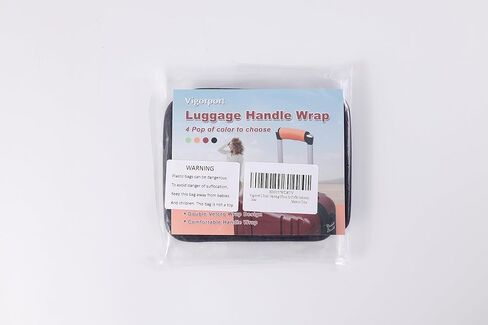 Vigorport
Luggage Handle Wrap
4 Pop of color to choose
WARNING
Plastic bags can be dangerous.
To avoid danger of suffocation,
Keep this bag away from babies
And children. This bag is not a toy.
• Double Velcro Wrap Design
• Comfortable Handle Wrap